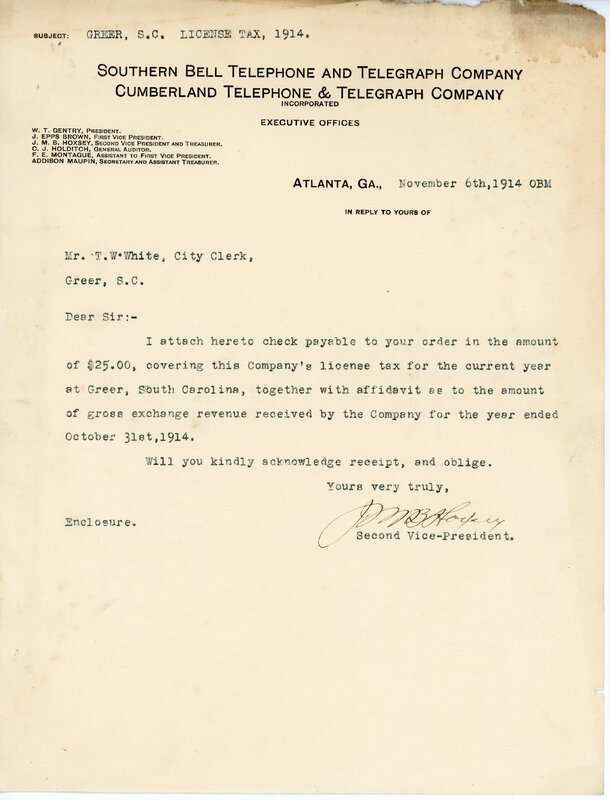 SUBJECT: GREER, S.C. LICENSE TAX, 1914.
SOUTHERN BELL TELEPHONE AND TELEGRAPH COMPANY
CUMBERLAND TELEPHONE & TELEGRAPH COMPANY
INCORPORATED
EXECUTIVE OFFICES
W. T. GENTRY, PRESIDENT.
J. EPPS BROWN, FIRST VICE PRESIDENT.
J. M. B. HOXSEY, SECOND VICE PRESIDENT AND TREASURER.
C. J. HOLDITCH, GENERAL AUDITOR.
F. E. MONTAGUE, ASSISTANT TO FIRST VICE PRESIDENT.
ADDISON MAUPIN, SECRETARY AND ASSISTANT TREASURER.
ATLANTA, GA., November 6th,1914 OBM
IN REPLY TO YOURS OF
Mr. T.W.White, City Clerk,
Greer, S.C.
Dear Sir:-
I attach hereto check payable to your order in the amount
of $25.00, covering this Company's license tax for the current year
at Greer, South Carolina, together with affidavit as to the amount
of gross exchange revenue received by the Company for the year ended
October 31st,1914.
Will you kindly acknowledge receipt, and oblige.
Yours very truly,
J M B Hoxsey
Enclosure.
Second Vice-President.